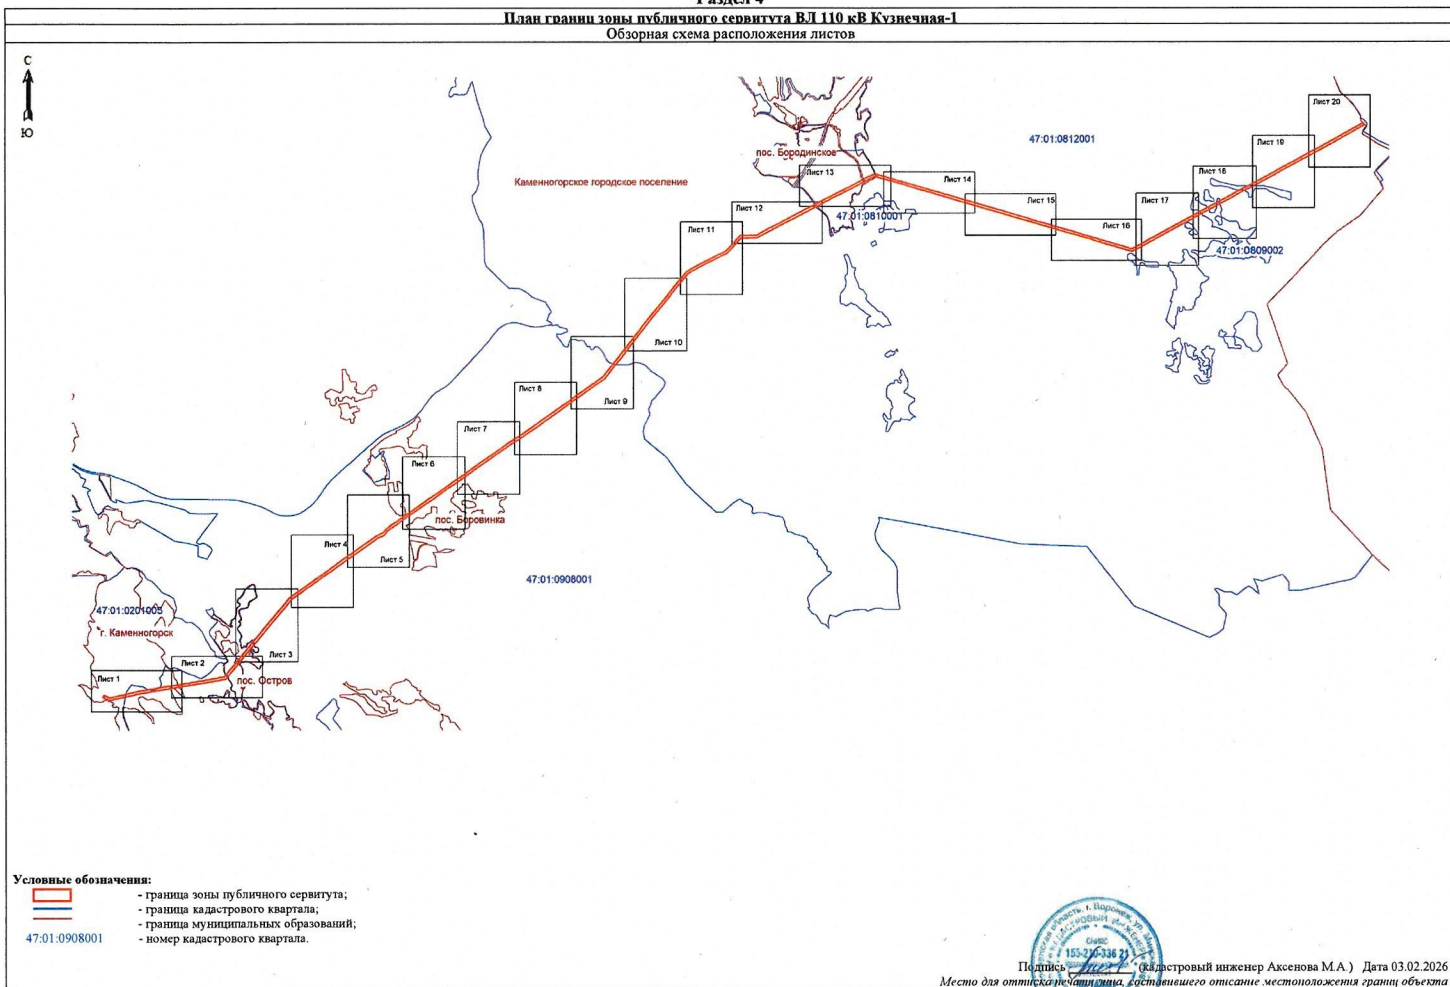 Раздел 4
План границ зоны публичного сервитута ВЛ 110 кВ Кузнечная-1
Обзорная схема расположения листов
С
Ю
Лист 20
47:01:0812001
Лист 19
пос. Бородинское
Лист 13
Лист 14
Лист 18
Каменногорское городское поселение
Лист 15
Лист 17
Лист 12
47:01:0810001
Лист 16
Лист 11
47:01:0809002
Лист 10
Лист 8
Лист 9
Лист 7
Лист 6
пос. Боровинка
Лист 4
Лист 5
47:01:0908001
47:01:0201005
г. Каменногорск
Лист 3
Лист 2
Лист 1
пос. Остров
Условные обозначения:
- граница зоны публичного сервитута;
- граница кадастрового квартала;
- граница муниципальных образований;
47:01:0908001 - номер кадастрового квартала.
г. Воронеж, ул.
СНИЛС
Подпись (кадастровый инженер Аксенова М.А.) Дата 03.02.2026
Место для оттиска печати лица, составившего описание местоположения границ объекта